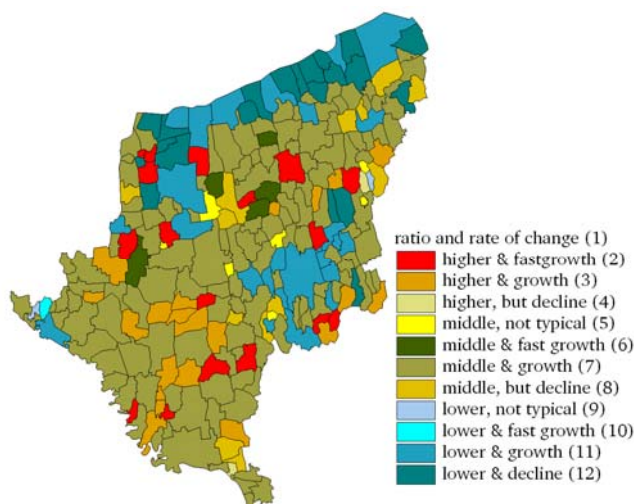 ratio and rate of change (1)
higher & fastgrowth (2)
higher & growth (3)
higher, but decline (4)
middle, not typical (5)
middle & fast growth (6)
middle & growth (7)
middle, but decline (8)
lower, not typical (9)
lower & fast growth (10)
lower & growth (11)
lower & decline (12)